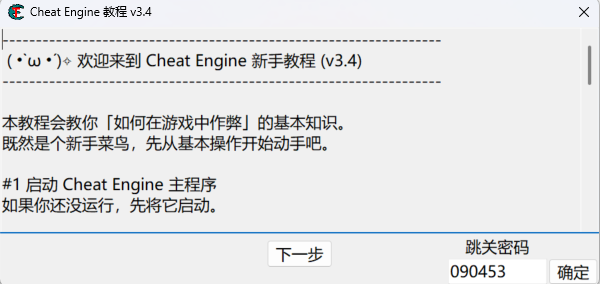 Cheat Engine 教程 v3.4
---------------------------------------------------------------
( •̀ω •́)✧ 欢迎来到 Cheat Engine 新手教程 (v3.4)
---------------------------------------------------------------
本教程会教你「如何在游戏中作弊」的基本知识。
既然是个新手菜鸟，先从基本操作开始动手吧。
#1 启动 Cheat Engine 主程序
如果你还没运行，先将它启动。
跳关密码
下一步
090453 确定